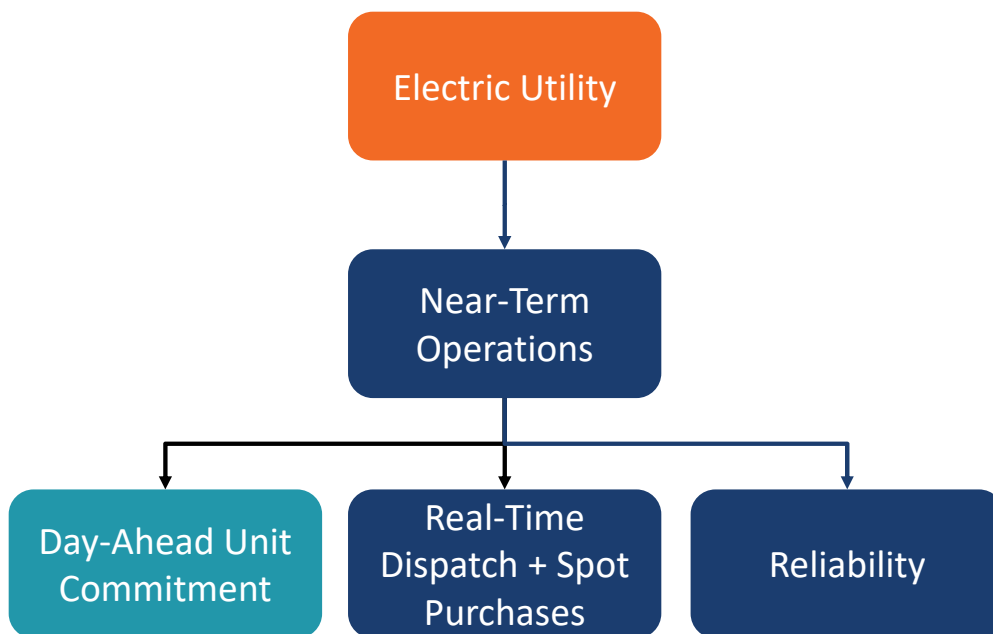 Electric Utility
Near-Term
Operations
Day-Ahead Unit
Commitment
Real-Time
Dispatch + Spot
Purchases
Reliability